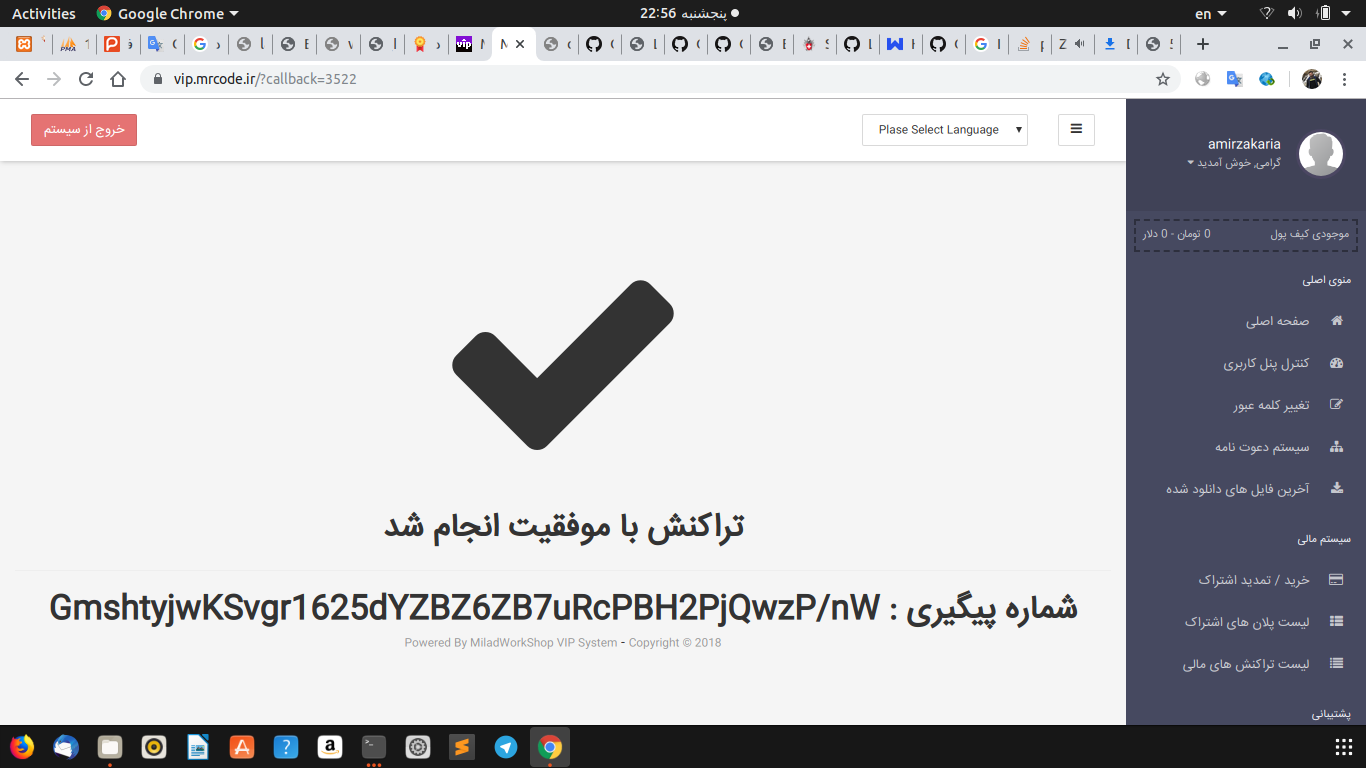 Activities
Google Chrome
22:56 پنجشنبه
en
vip.mrcode.ir/?callback=3522
خروج از سیستم
Plase Select Language
amirzakaria
گرامی, خوش آمدید
موجودی کیف پول
0 تومان - 0 دلار
منوی اصلی
صفحه اصلی
کنترل پنل کاربری
تغییر کلمه عبور
سیستم دعوت نامه
آخرین فایل های دانلود شده
سیستم مالی
خرید / تمدید اشتراک
لیست پلان های اشتراک
لیست تراکنش های مالی
پشتیبانی
تراکنش با موفقیت انجام شد
شماره پیگیری : GmshtyjwKSvgr1625dYZBZ6ZB7uRcPBH2PjQwzP/nW
Powered By MiladWorkShop VIP System - Copyright © 2018